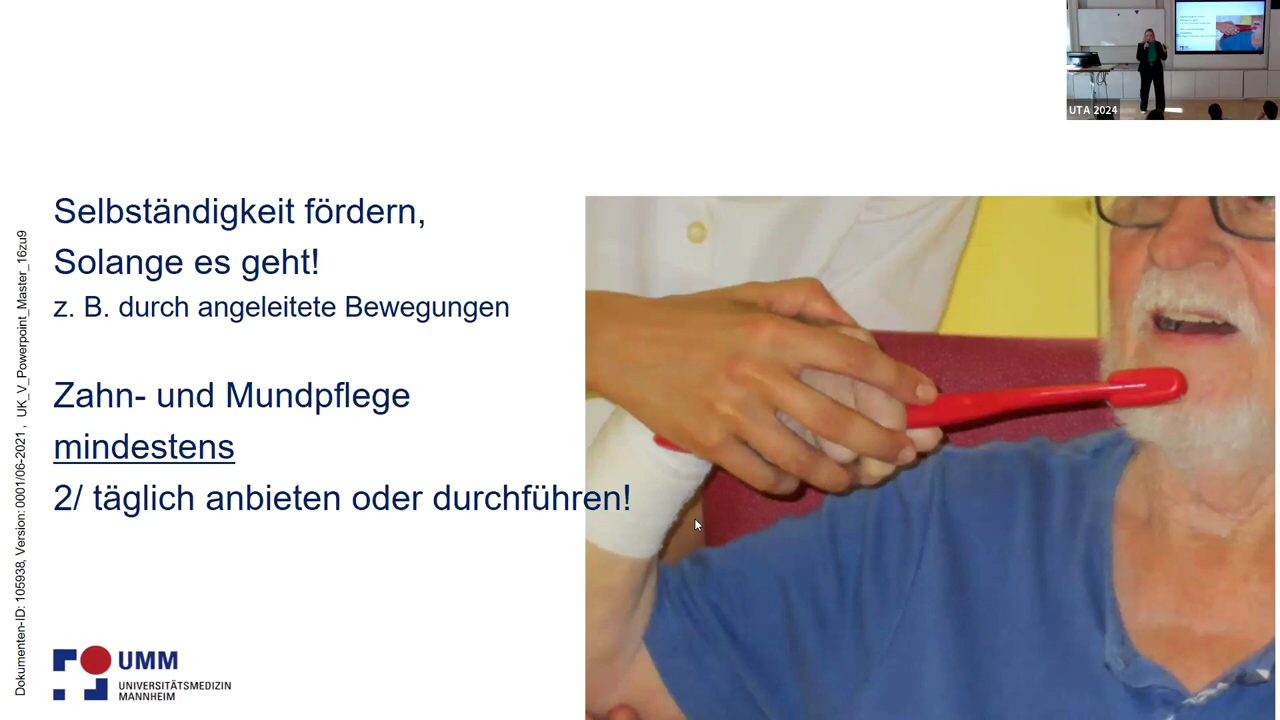 UTA 2024
Selbständigkeit fördern,
Solange es geht!
z. B. durch angeleitete Bewegungen
Zahn- und Mundpflege
mindestens
2/ täglich anbieten oder durchführen!
Dokumenten-ID: 105938, Version: 0001/06-2021, UK_V_Powerpoint_Master_16zu9
UMM
UNIVERSITÄTSMEDIZIN
MANNHEIM